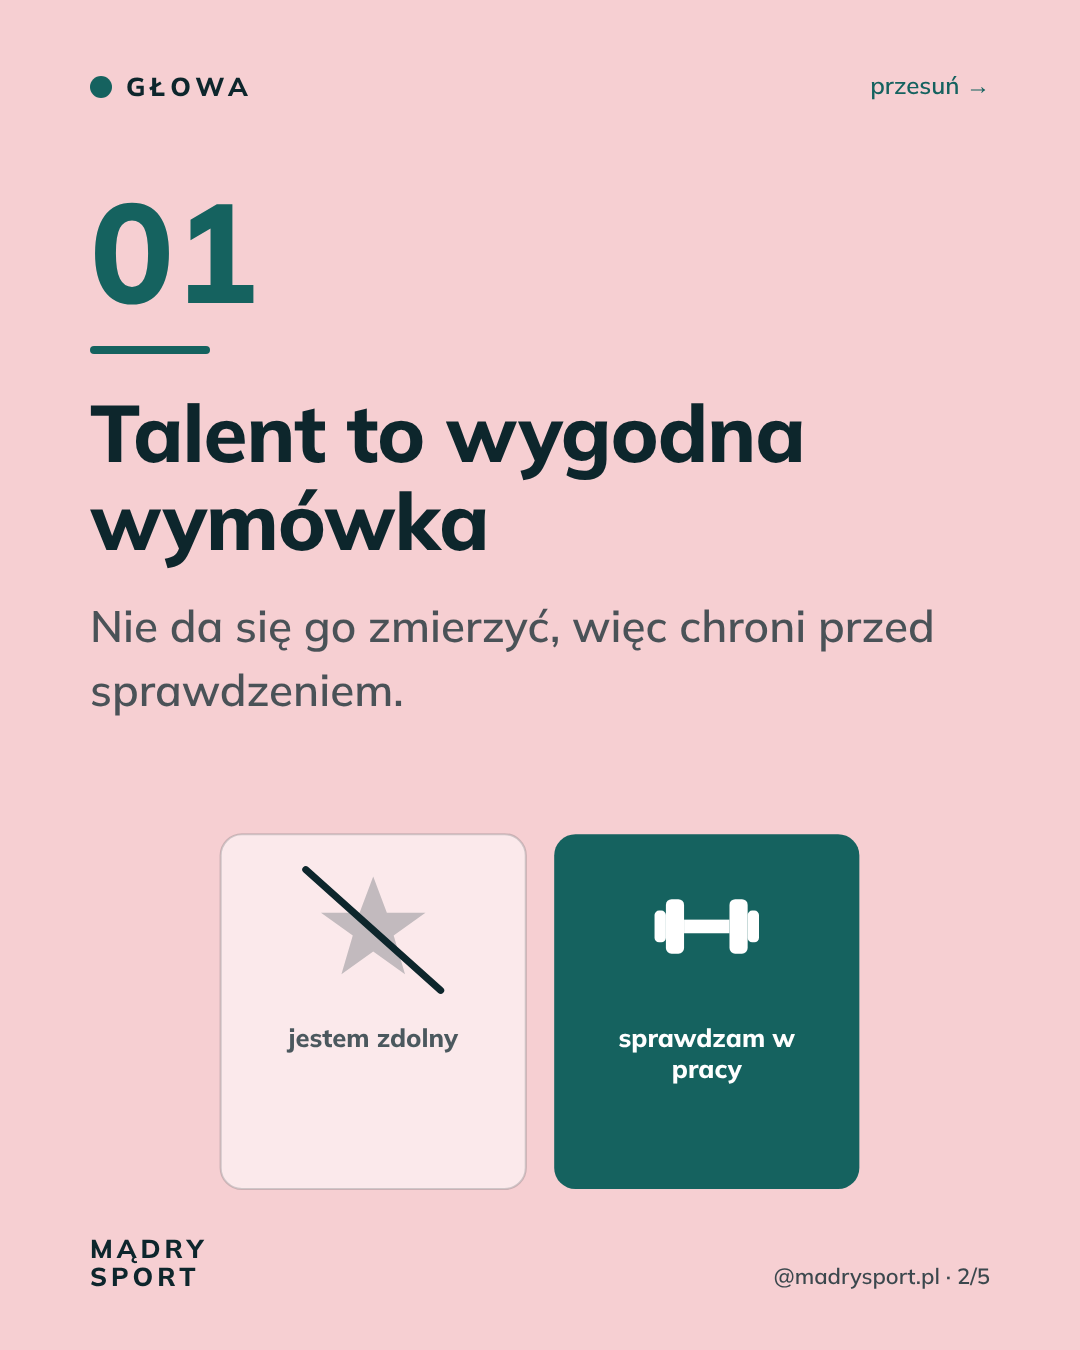 GŁOWA
przesuń →
01
Talent to wygodna
wymówka
Nie da się go zmierzyć, więc chroni przed
sprawdzeniem.
jestem zdolny
sprawdzam w
pracy
MĄDRY
SPORT
@madrysport.pl · 2/5